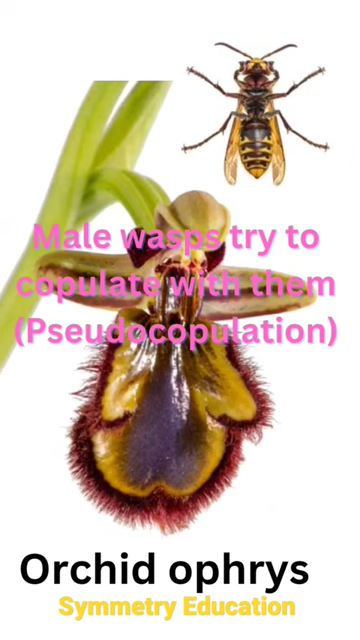 Male wasps try to
copulate with them
(Pseudocopulation)
Orchid ophrys
Symmetry Education